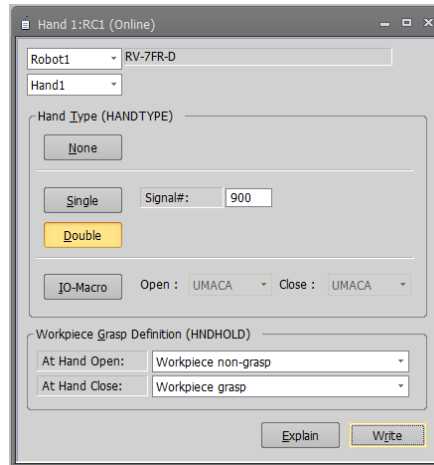 Hand 1:RC1 (Online)
Robot1 RV-7FR-D
Hand1
Hand Type (HANDTYPE)
None
Single Signal#: 900
Double
IO-Macro Open : UMACA Close : UMACA
Workpiece Grasp Definition (HNDHOLD)
At Hand Open: Workpiece non-grasp
At Hand Close: Workpiece grasp
Explain Write